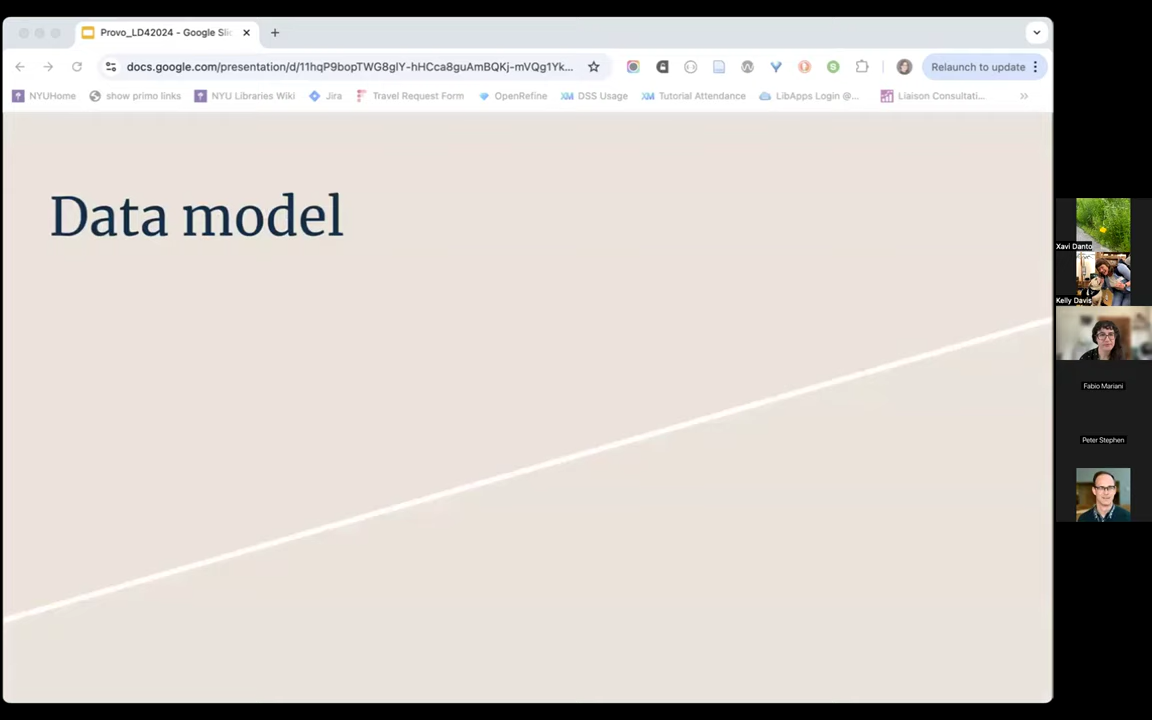 Provo_LD42024 - Google Slid
docs.google.com/presentation/d/11hqP9bopTWG8glY-hHCca8guAmBQKj-mVQg1Yk...
Relaunch to update
NYUHome
show primo links
NYU Libraries Wiki
Jira
Travel Request Form
OpenRefine
DSS Usage
Tutorial Attendance
LibApps Login @...
Liaison Consultati...
Data model
Xavi Danto
Kelly Davis
Fabio Mariani
Peter Stephen